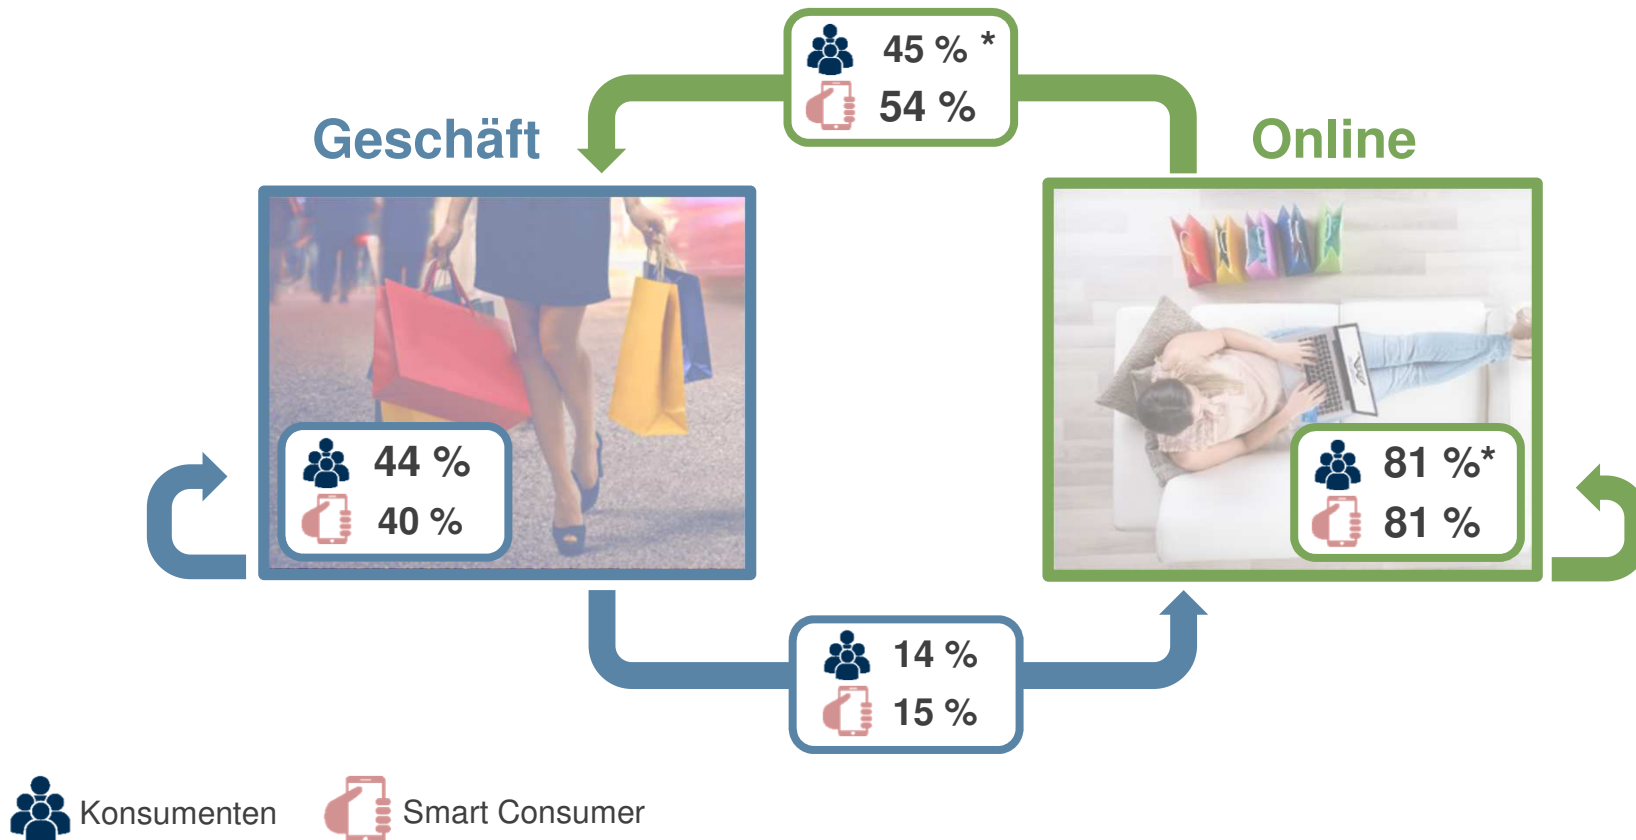 45 % *
54 %
Geschäft
Online
44 %
40 %
81 %*
81 %
14 %
15 %
Konsumenten
Smart Consumer